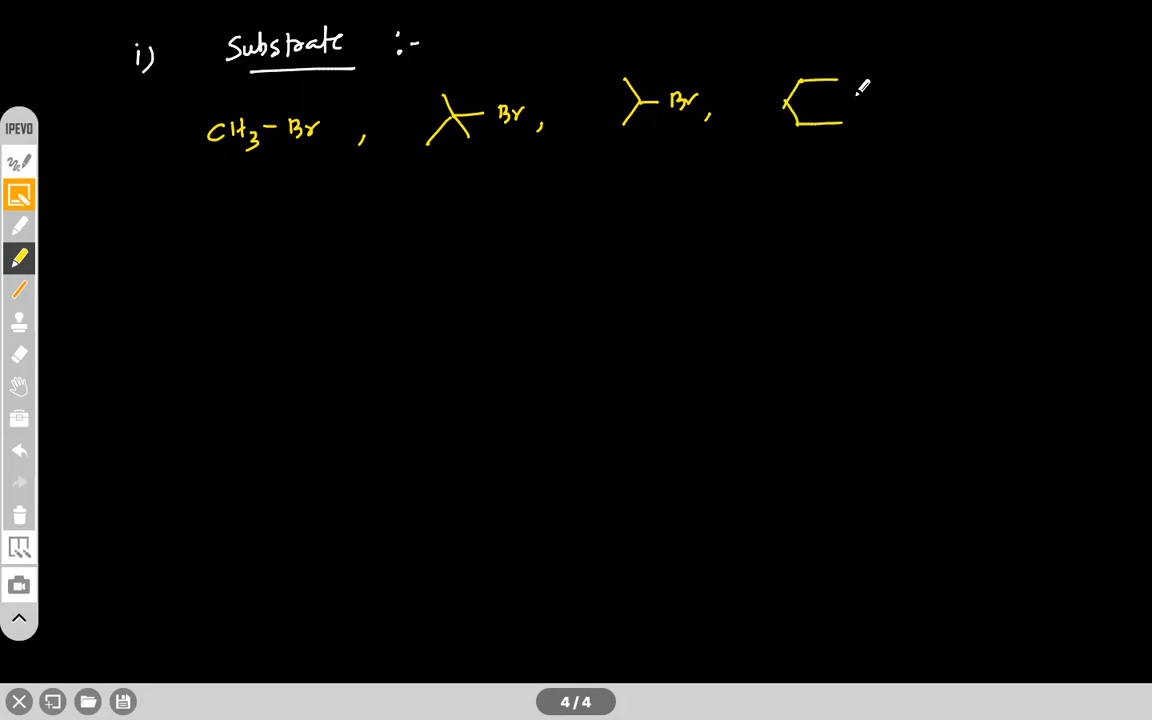 i) Substrate :-
CH3-Br , Br , Br ,
IPEVO
4/4